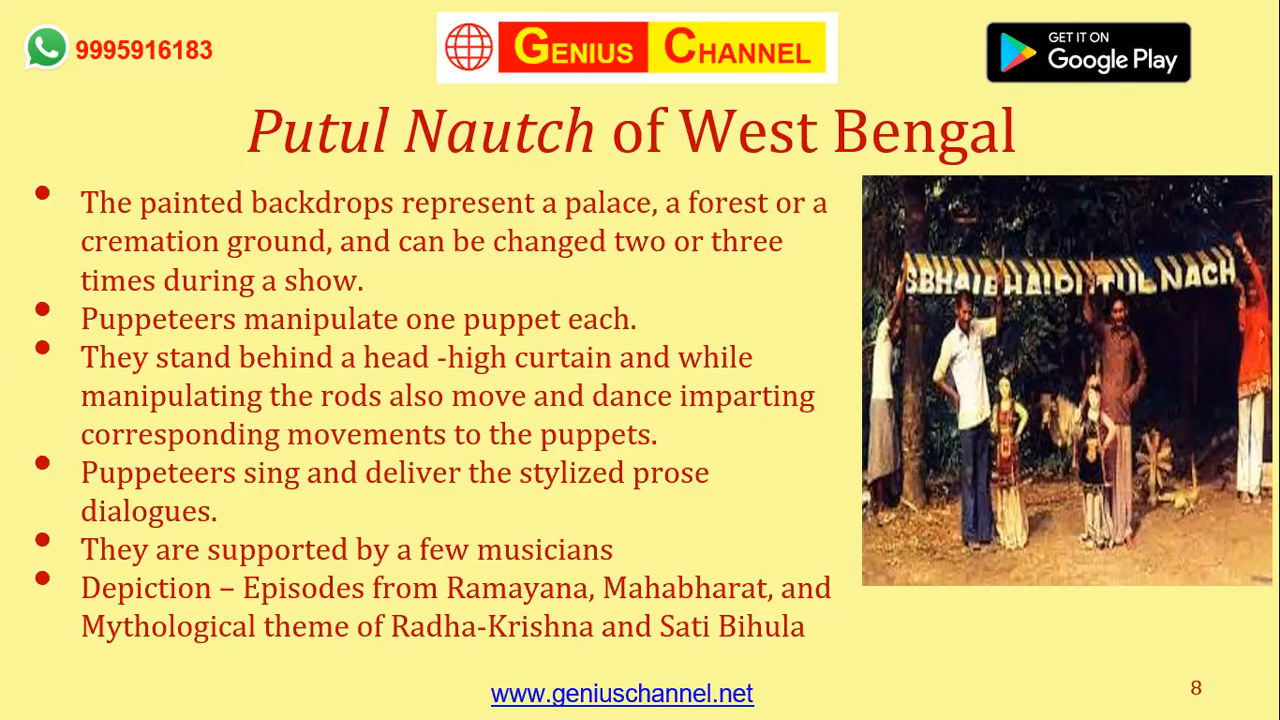 9995916183
GENIUS CHANNEL
GET IT ON
Google Play
Putul Nautch of West Bengal
• The painted backdrops represent a palace, a forest or a
cremation ground, and can be changed two or three
times during a show.
• Puppeteers manipulate one puppet each.
• They stand behind a head -high curtain and while
manipulating the rods also move and dance imparting
corresponding movements to the puppets.
• Puppeteers sing and deliver the stylized prose
dialogues.
• They are supported by a few musicians
• Depiction – Episodes from Ramayana, Mahabharat, and
Mythological theme of Radha-Krishna and Sati Bihula
NACH
www.geniuschannel.net
8